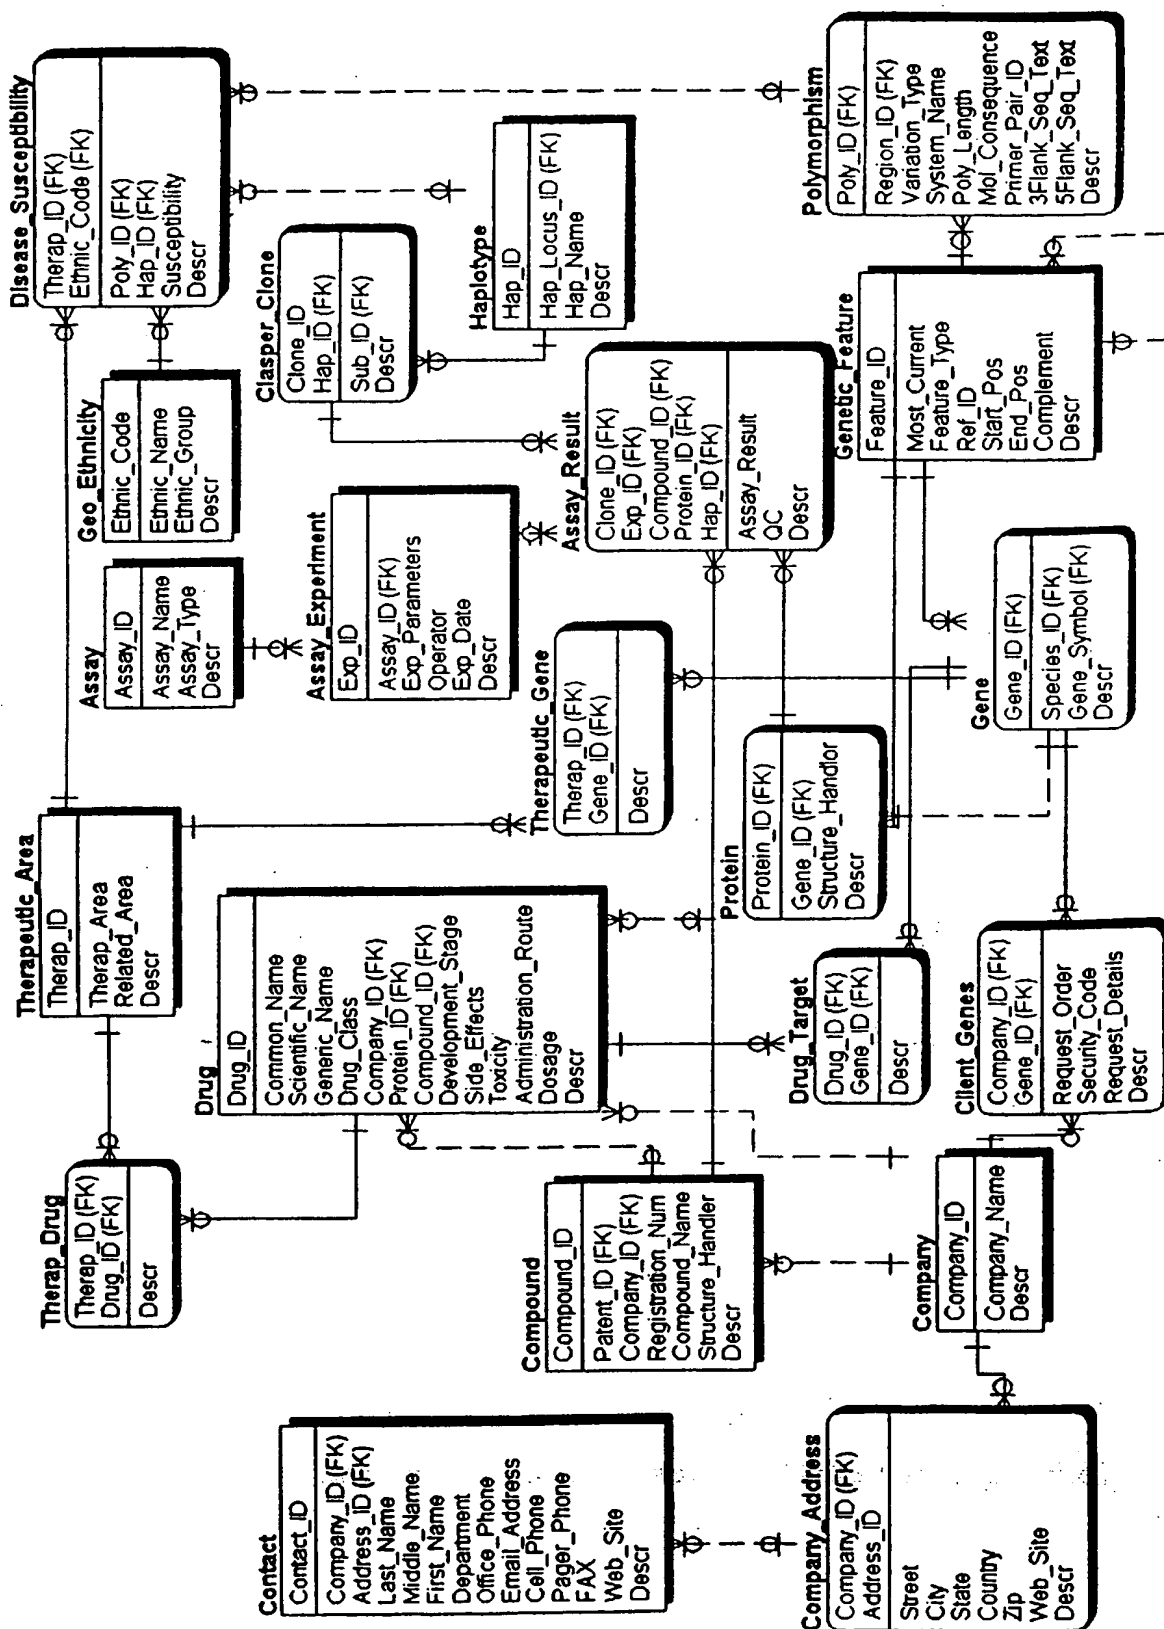 Contact
Contact_ID
Company_ID (FK)
Address_ID (FK)
Last_Name
Middle_Name
First_Name
Department
Office_Phone
Email_Address
Cell_Phone
Pager_Phone
FAX
Web_Site
Descr
Company_Address
Company_ID (FK)
Address_ID
Street
City
State
Country
Zip
Web_Site
Descr
Therap_Drug
Therap_ID (FK)
Drug_ID (FK)
Descr
Compound
Compound_ID
Patent_ID (FK)
Company_ID (FK)
Registration_Num
Compound_Name
Structure_Handler
Descr
Company
Company_ID
Company_Name
Descr
Therapeutic_Area
Therap_ID
Therap_Area
Related_Area
Descr
Drug
Drug_ID
Common_Name
Scientific_Name
Generic_Name
Drug_Class
Company_ID (FK)
Protein_ID (FK)
Compound_ID (FK)
Development_Stage
Side_Effects
Toxicity
Administration_Route
Dosage
Descr
Drug_Target
Drug_ID (FK)
Gene_ID (FK)
Descr
Client_Genes
Company_ID (FK)
Gene_ID (FK)
Request_Order
Security_Code
Request_Details
Descr
Therapeutic_Gene
Therap_ID (FK)
Gene_ID (FK)
Descr
Protein
Protein_ID (FK)
Gene_ID (FK)
Structure_Handlor
Descr
Gene
Gene_ID (FK)
Species_ID (FK)
Gene_Symbol (FK)
Descr
Assay
Assay_ID
Assay_Name
Assay_Type
Descr
Assay_Experiment
Exp_ID
Assay_ID (FK)
Exp_Parameters
Operator
Exp_Date
Descr
Geo_Ethnicity
Ethnic_Code
Ethnic_Name
Ethnic_Group
Descr
Assay_Result
Clone_ID (FK)
Exp_ID (FK)
Compound_ID (FK)
Protein_ID (FK)
Hap_ID (FK)
Assay_Result
QC
Descr
Genetic_Feature
Feature_ID
Most_Current
Feature_Type
Ref_ID
Start_Pos
End_Pos
Complement
Descr
Clasper_Clone
Clone_ID
Hap_ID (FK)
Sub_ID (FK)
Descr
Haplotype
Hap_ID
Hap_Locus_ID (FK)
Hap_Name
Descr
Disease_Susceptibility
Therap_ID (FK)
Ethnic_Code (FK)
Poly_ID (FK)
Hap_ID (FK)
Susceptibility
Descr
Polymorphism
Poly_ID (FK)
Region_ID (FK)
Variation_Type
System_Name
Poly_Length
Mol_Consequence
Primer_Pair_ID
3Flank_Seq_Text
5Flank_Seq_Text
Descr